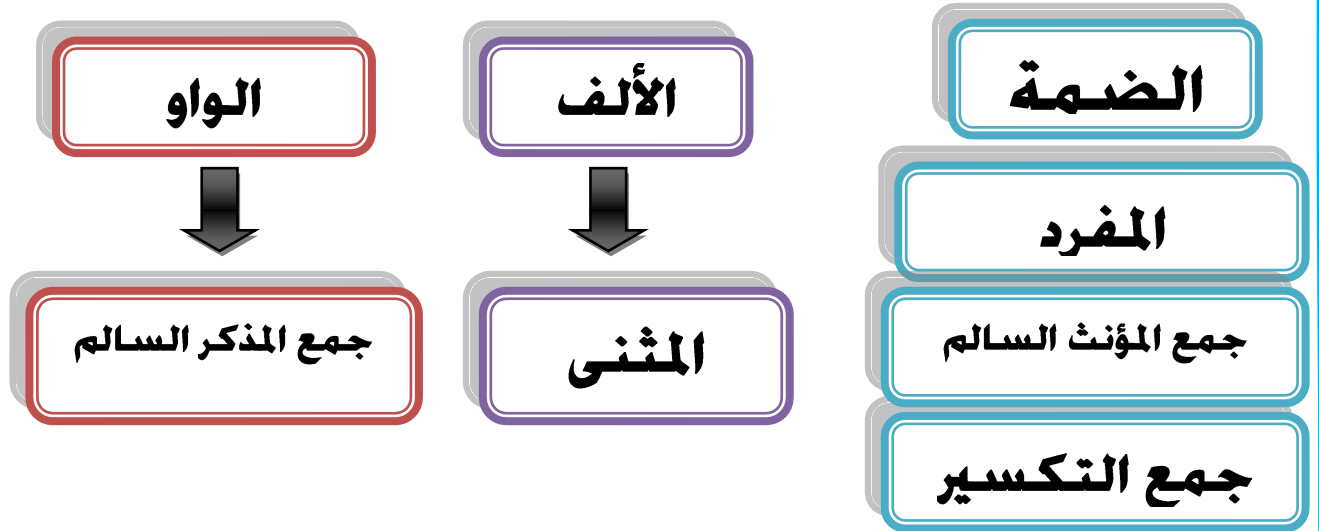 الضمة
المفرد
جمع المؤنث السالم
جمع التكسير
الألف
المثنى
الواو
جمع المذكر السالم